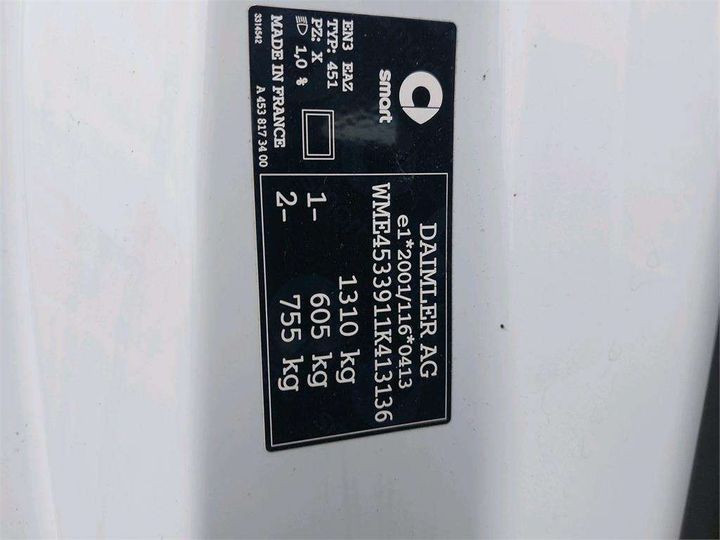 smart
EN3 EAZ
TYP: 451
PZ: X
1,0 %
MADE IN FRANCE
3314542
A 453 817 34 00
DAIMLER AG
e1*2001/116*0413
WME4533911K413136
1310 kg
1- 605 kg
2- 755 kg